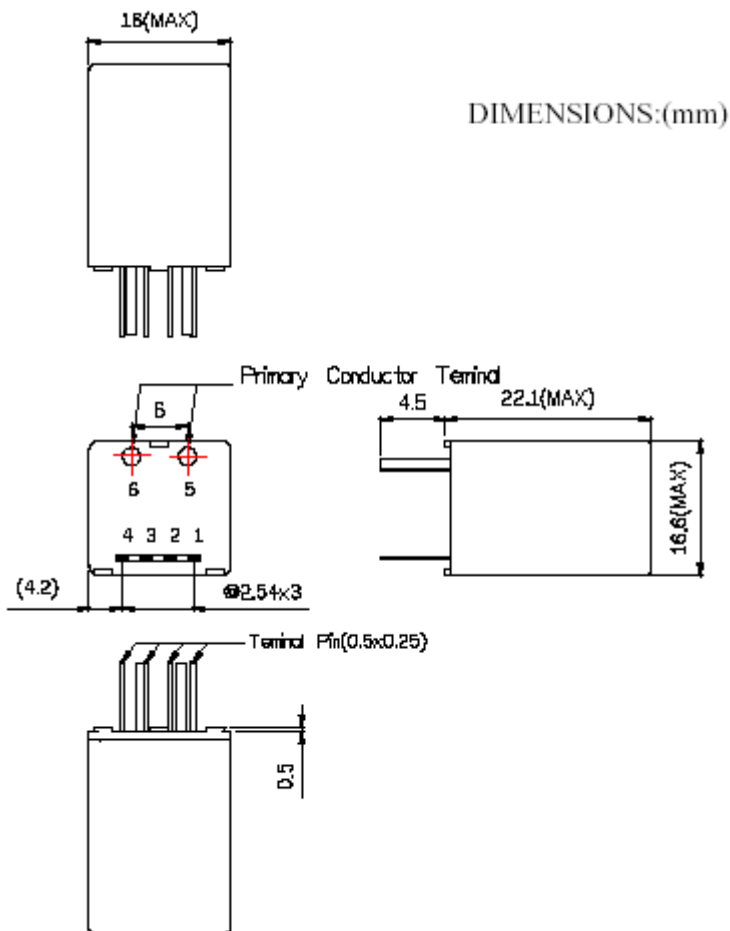 18(MAX)
DIMENSIONS:(mm)
Primary Conductor Teminal
6
4.5
22.1(MAX)
6 5
16.6(MAX)
4 3 2 1
(4.2)
@2.54x3
Teminal Pin(0.5x0.25)
0.5